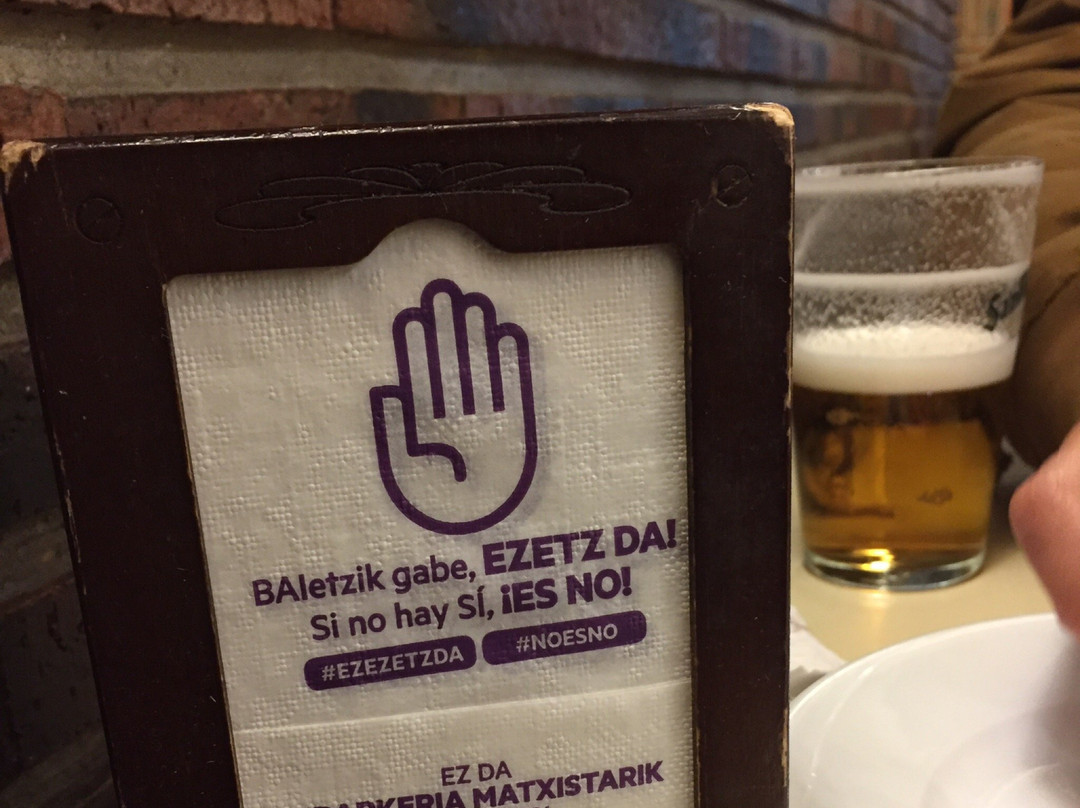 BAIetzik gabe, EZETZ DA!
Si no hay SÍ, ¡ES NO!
#EZEZETZDA #NOESNO
EZ DA
MATXISTARIK